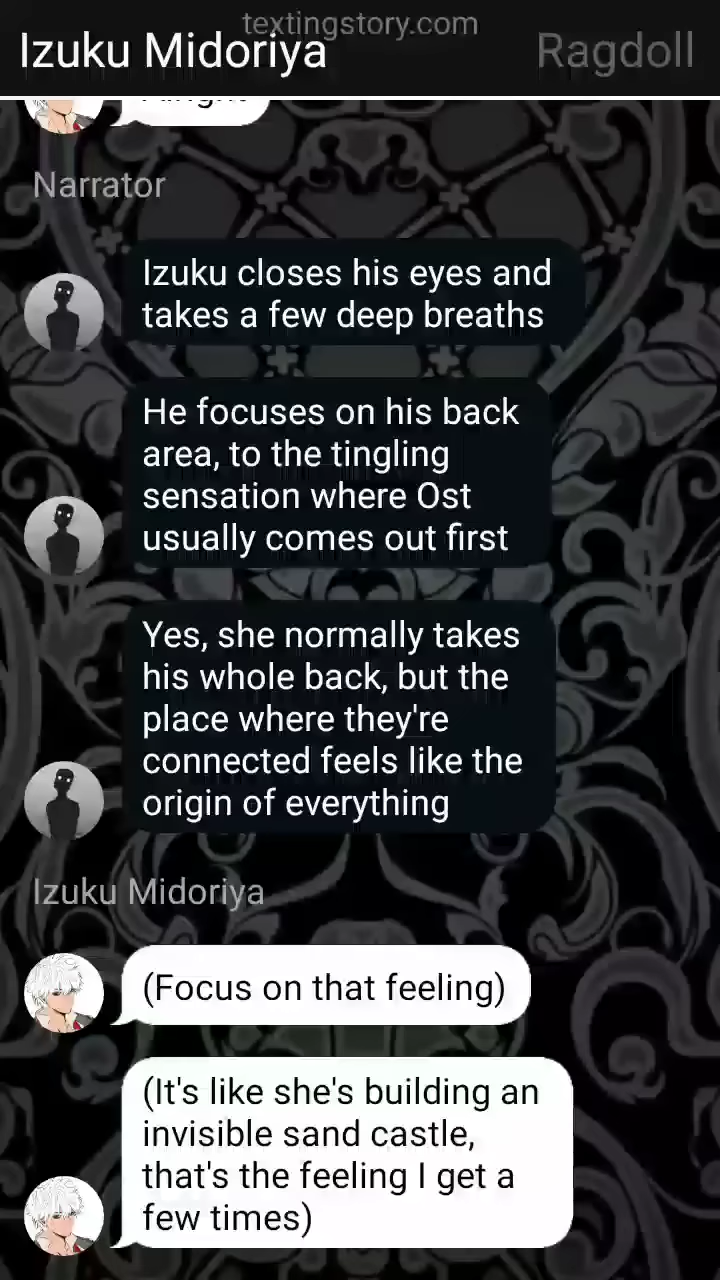 textingstory.com
Izuku Midoriya
Ragdoll
Narrator
Izuku closes his eyes and
takes a few deep breaths
He focuses on his back
area, to the tingling
sensation where Ost
usually comes out first
Yes, she normally takes
his whole back, but the
place where they're
connected feels like the
origin of everything
Izuku Midoriya
(Focus on that feeling)
(It's like she's building an
invisible sand castle,
that's the feeling I get a
few times)